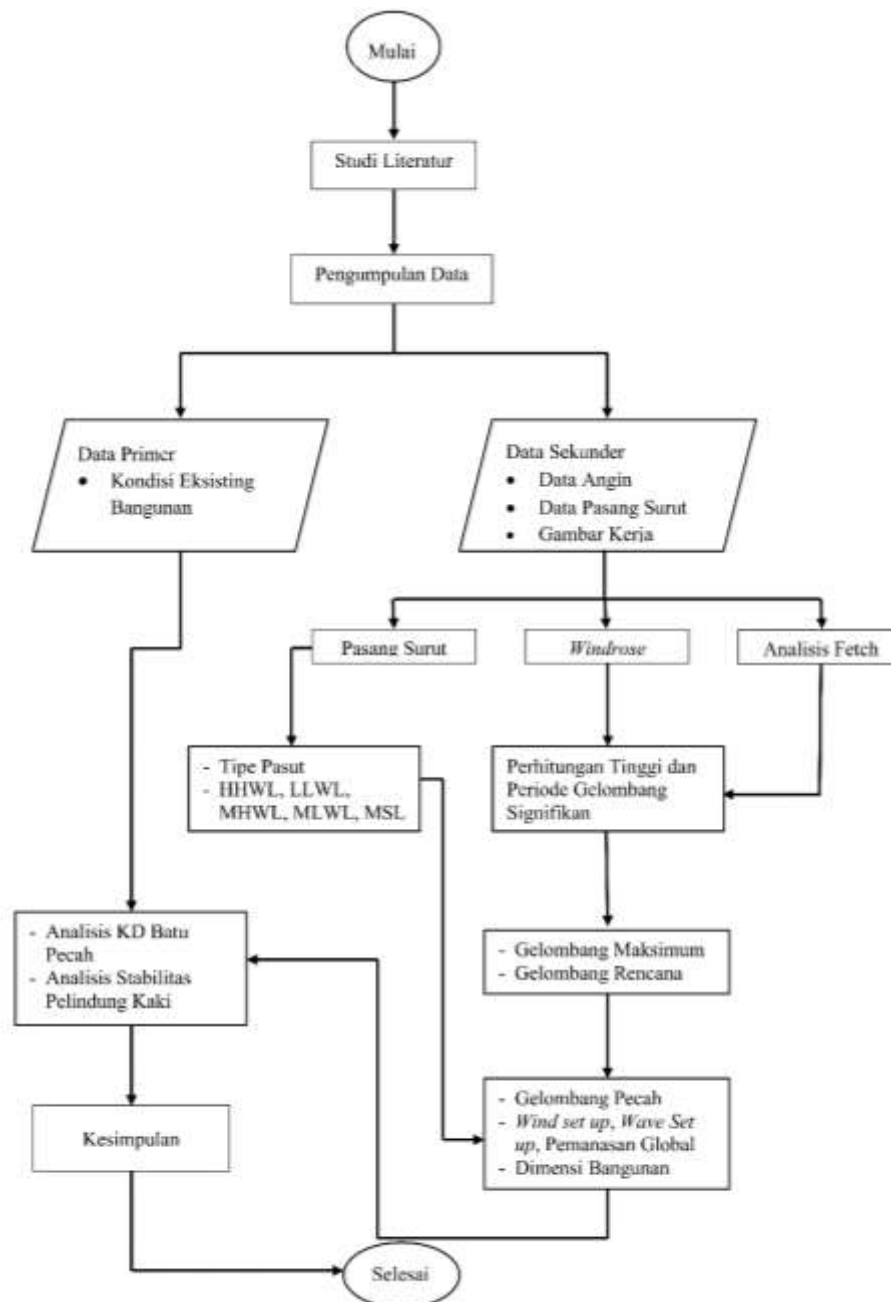 Mulai
Studi Literatur
Pengumpulan Data
Data Primer
• Kondisi Eksisting
Bangunan
Data Sekunder
• Data Angin
• Data Pasang Surut
• Gambar Kerja
Pasang Surut
Windrose
Analisis Fetch
- Tipe Pasut
- HHWL, LLWL,
MHWL, MLWL, MSL
Perhitungan Tinggi dan
Periode Gelombang
Signifikan
- Analisis KD Batu
Pecah
- Analisis Stabilitas
Pelindung Kaki
- Gelombang Maksimum
- Gelombang Rencana
- Gelombang Pecah
- Wind set up, Wave Set
up, Pemanasan Global
- Dimensi Bangunan
Kesimpulan
Selesai